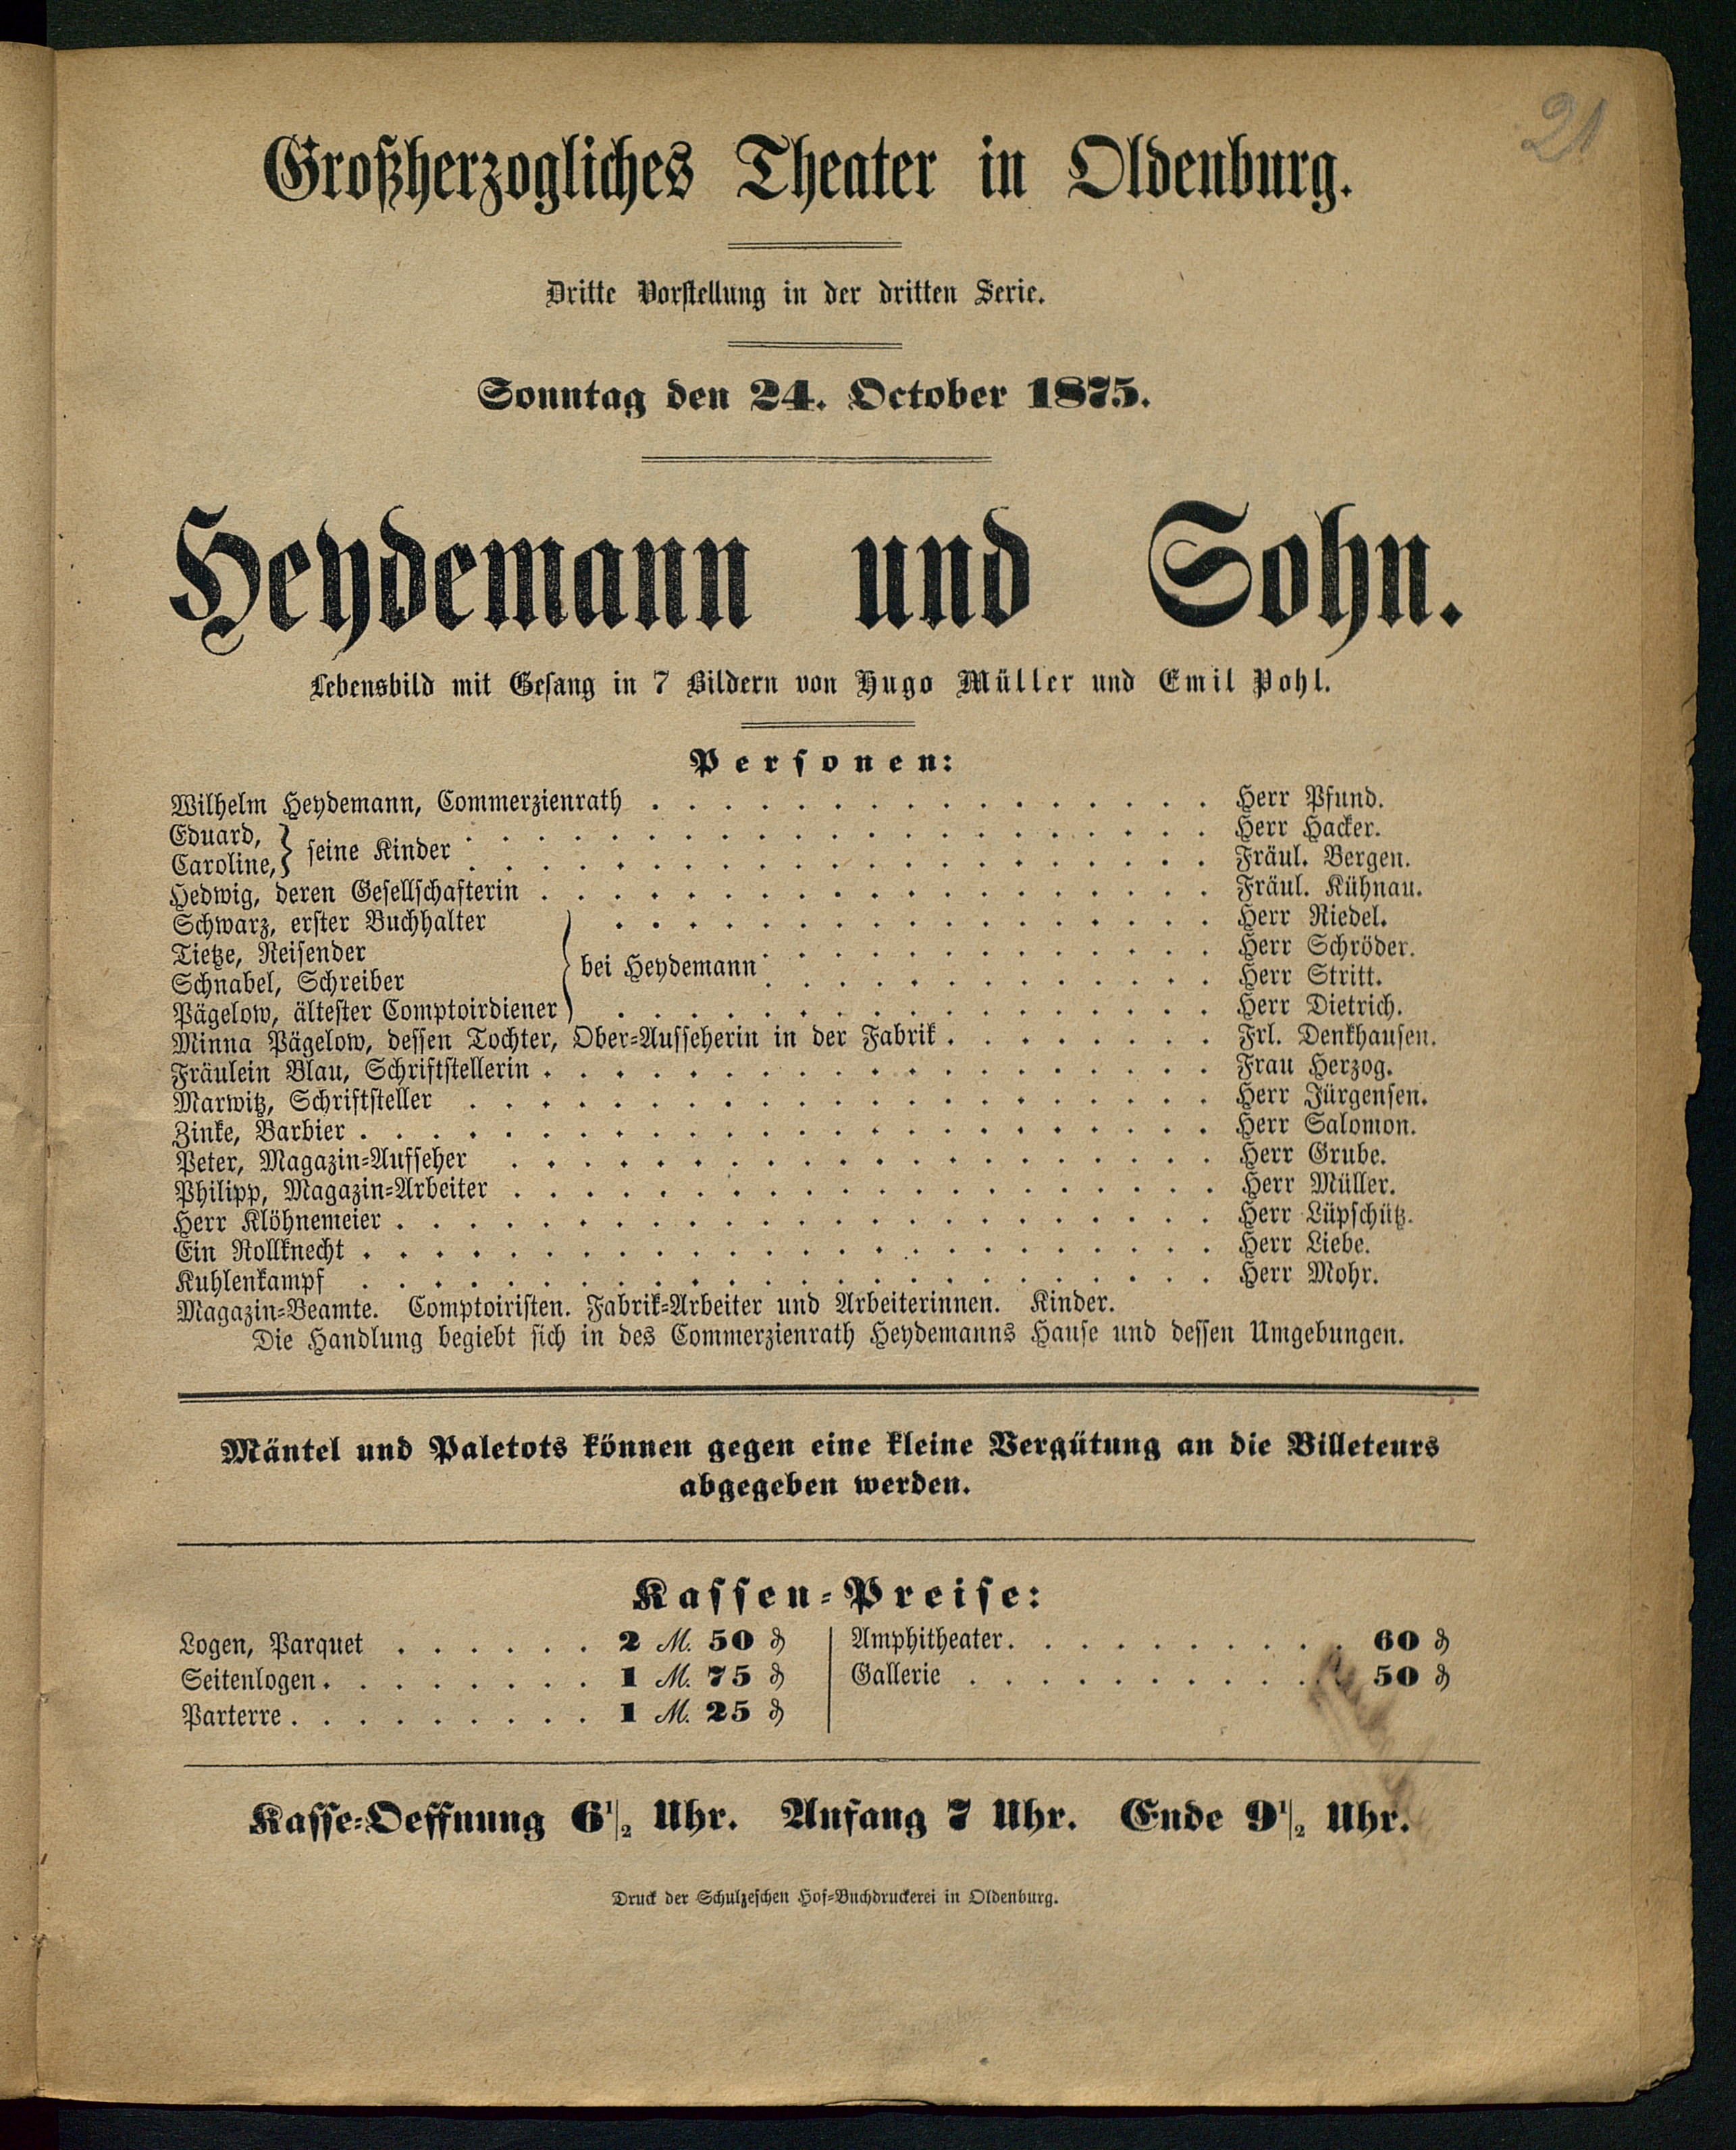 21
Großherzogliches Theater in Oldenburg.
Dritte Vorstellung in der dritten Serie.
Sonntag den 24. October 1875.
Heydemann und Sohn.
Lebensbild mit Gesang in 7 Bildern von Hugo Müller und Emil Pohl.
Personen:
Wilhelm Heydemann, Commerzienrath . . . . . . . . . . . . . . . . Herr Pfund.
Eduard, } seine Kinder . . . . . . . . . . . . . . . . . . . . . Herr Hacker.
Caroline, } . . . . . . . . . . . . . . . . . . . . . Fräul. Bergen.
Hedwig, deren Gesellschafterin . . . . . . . . . . . . . . . . . . . Fräul. Kühnau.
Schwarz, erster Buchhalter . . . . . . . . . . . . . . . . . Herr Riedel.
Tietze, Reisender } bei Heydemann . . . . . . . . . . . . . Herr Schröder.
Schnabel, Schreiber . . . . . . . . . . . . . Herr Stritt.
Pägelow, ältester Comptoirdiener . . . . . . . . . . . . . . . . . Herr Dietrich.
Minna Pägelow, dessen Tochter, Ober-Aufseherin in der Fabrik . . . . . . . . Frl. Denkhausen.
Fräulein Blau, Schriftstellerin . . . . . . . . . . . . . . . . . . . Frau Herzog.
Marwitz, Schriftsteller . . . . . . . . . . . . . . . . . . . . . Herr Jürgensen.
Zinke, Barbier . . . . . . . . . . . . . . . . . . . . . . . . Herr Salomon.
Peter, Magazin-Aufseher . . . . . . . . . . . . . . . . . . . . Herr Grube.
Philipp, Magazin-Arbeiter . . . . . . . . . . . . . . . . . . . . Herr Müller.
Herr Klöhnemeier . . . . . . . . . . . . . . . . . . . . . . . Herr Lüpschütz.
Ein Rollknecht . . . . . . . . . . . . . . . . . . . . . . . . Herr Liebe.
Kuhlenkampf . . . . . . . . . . . . . . . . . . . . . . . . Herr Mohr.
Magazin-Beamte. Comptoiristen. Fabrik-Arbeiter und Arbeiterinnen. Kinder.
Die Handlung begiebt sich in des Commerzienrath Heydemanns Hause und dessen Umgebungen.
Mäntel und Paletots können gegen eine kleine Vergütung an die Billeteurs
abgegeben werden.
Kassen-Preise:
Logen, Parquet . . . . . . 2 M. 50 ₰
Seitenlogen . . . . . . . . 1 M. 75 ₰
Parterre . . . . . . . . . 1 M. 25 ₰
Amphitheater . . . . . . . . . . 60 ₰
Gallerie . . . . . . . . . . . 50 ₰
Kasse-Oeffnung 6 1/2 Uhr. Anfang 7 Uhr. Ende 9 1/2 Uhr.
Druck der Schulzeschen Hof-Buchdruckerei in Oldenburg.